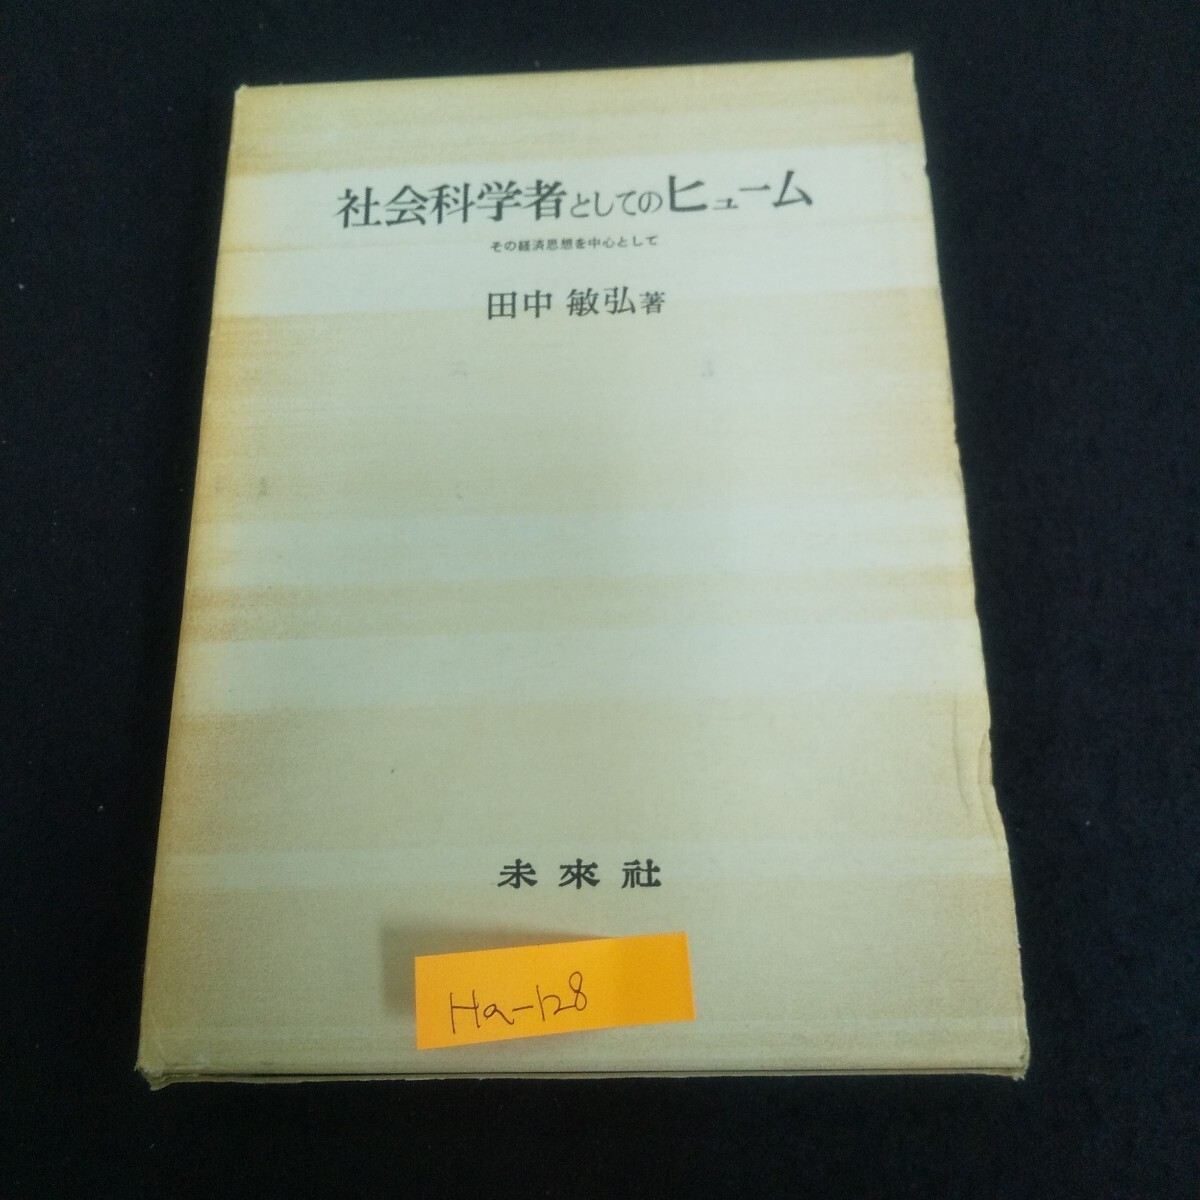 社会科学者としてのヒューム
その経済思想を中心として
田中 敏弘著
未來社
Ha-128